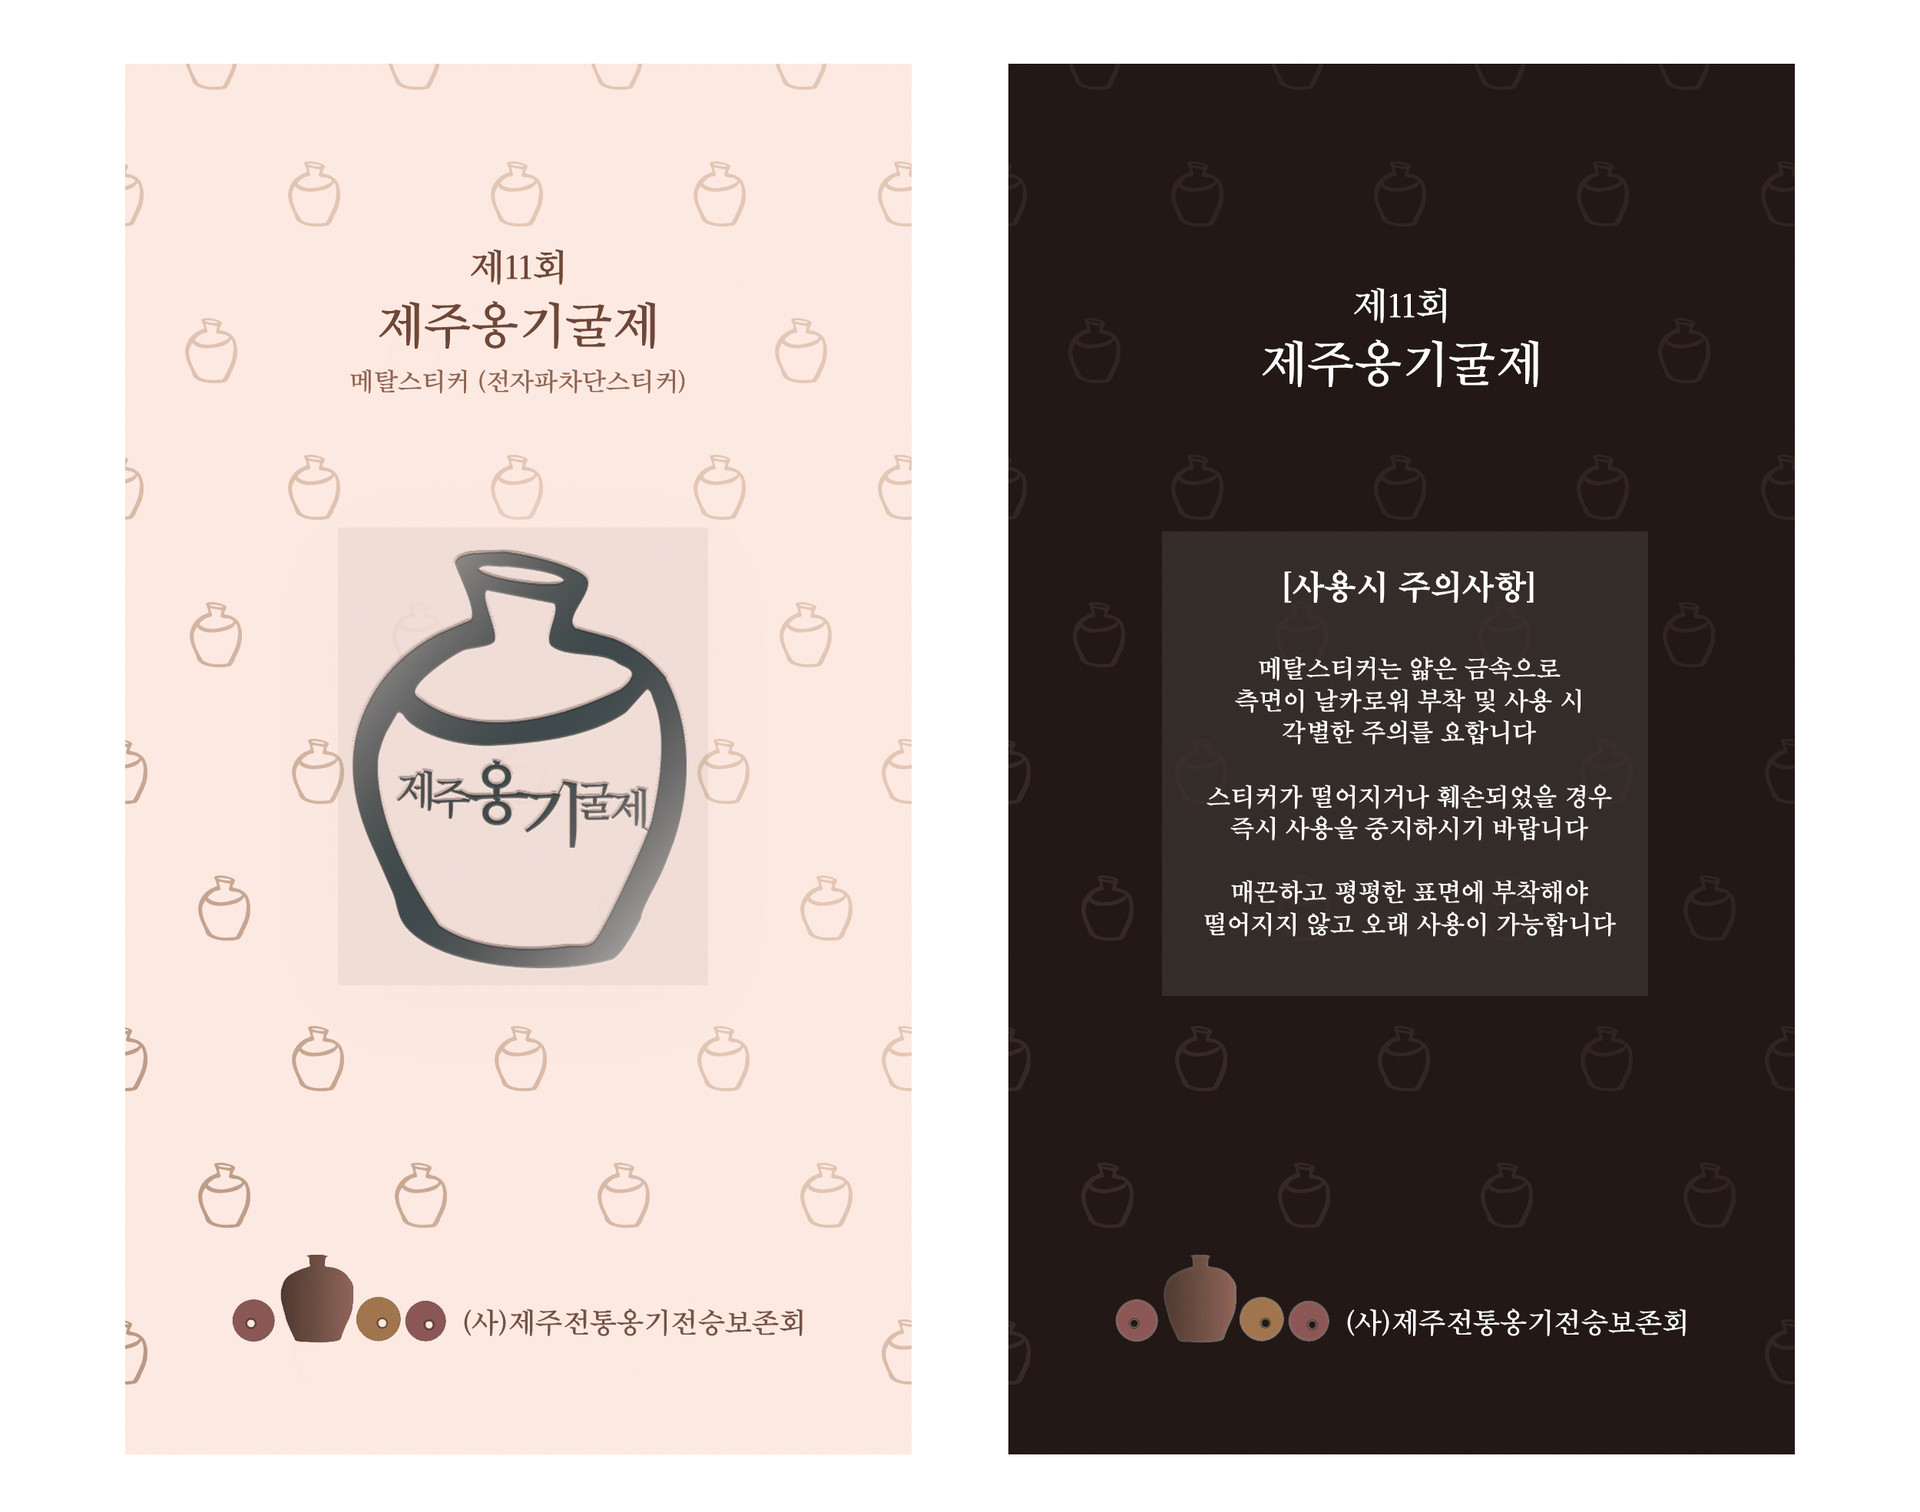 제11회
제주옹기굴제
메탈스티커 (전자파차단스티커)
제주옹기굴제
(사)제주전통옹기전승보존회
제11회
제주옹기굴제
[사용시 주의사항]
메탈스티커는 얇은 금속으로
측면이 날카로워 부착 및 사용 시
각별한 주의를 요합니다
스티커가 떨어지거나 훼손되었을 경우
즉시 사용을 중지하시기 바랍니다
매끈하고 평평한 표면에 부착해야
떨어지지 않고 오래 사용이 가능합니다
(사)제주전통옹기전승보존회